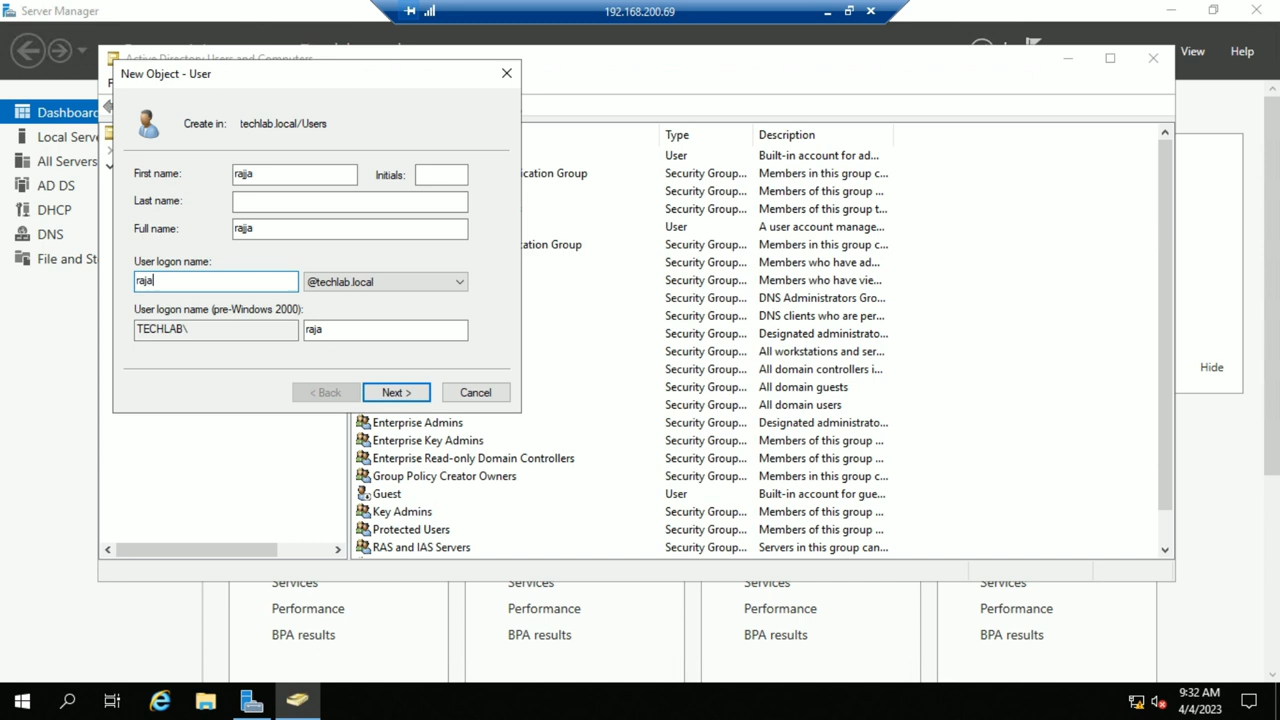 Server Manager
192.168.200.69
View
Help
New Object - User
Create in:
techlab.local/Users
First name:
rajja
Initials:
Last name:
Full name:
rajja
User logon name:
raja
@techlab.local
User logon name (pre-Windows 2000):
TECHLAB\
raja
< Back
Next >
Cancel
Dashboard
Local Serve
All Servers
AD DS
DHCP
DNS
File and St
Type
Description
User
Built-in account for ad...
ication Group
Security Group...
Members in this group c...
Security Group...
Members of this group ...
Security Group...
Members of this group t...
User
A user account manage...
ication Group
Security Group...
Members in this group c...
Security Group...
Members who have ad...
Security Group...
Members who have vie...
Security Group...
DNS Administrators Gro...
Security Group...
DNS clients who are per...
Security Group...
Designated administrato...
Security Group...
All workstations and ser...
Security Group...
All domain controllers i...
Security Group...
All domain guests
Security Group...
All domain users
Enterprise Admins
Security Group...
Designated administrato...
Enterprise Key Admins
Security Group...
Members of this group ...
Enterprise Read-only Domain Controllers
Security Group...
Members of this group ...
Group Policy Creator Owners
Security Group...
Members in this group c...
Guest
User
Built-in account for gue...
Key Admins
Security Group...
Members of this group ...
Protected Users
Security Group...
Members of this group ...
RAS and IAS Servers
Security Group...
Servers in this group can...
Hide
Services
Services
Services
Services
Performance
Performance
Performance
Performance
BPA results
BPA results
BPA results
BPA results
9:32 AM
4/4/2023